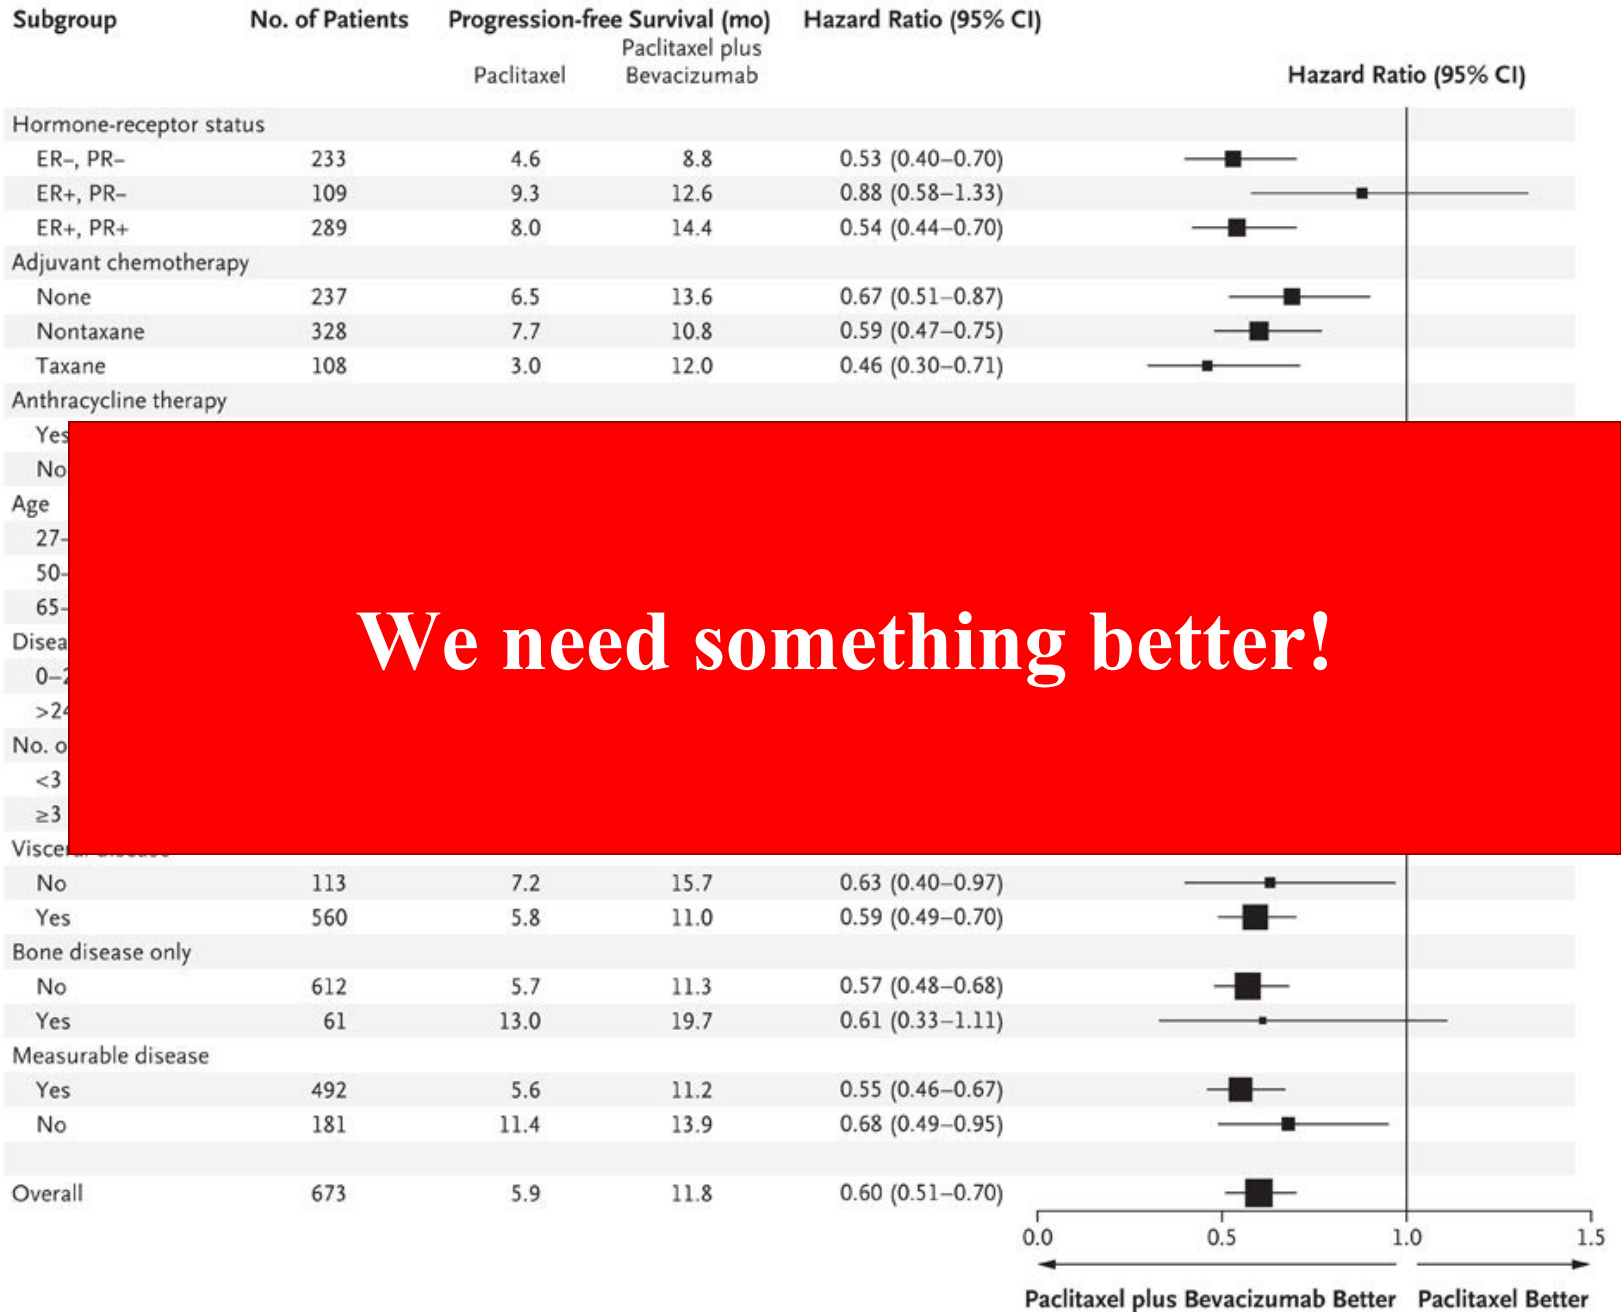 Subgroup No. of Patients Progression-free Survival (mo) Hazard Ratio (95% CI)
Paclitaxel Paclitaxel plus Bevacizumab Hazard Ratio (95% CI)
Hormone-receptor status
ER–, PR– 233 4.6 8.8 0.53 (0.40–0.70)
ER+, PR– 109 9.3 12.6 0.88 (0.58–1.33)
ER+, PR+ 289 8.0 14.4 0.54 (0.44–0.70)
Adjuvant chemotherapy
None 237 6.5 13.6 0.67 (0.51–0.87)
Nontaxane 328 7.7 10.8 0.59 (0.47–0.75)
Taxane 108 3.0 12.0 0.46 (0.30–0.71)
Anthracycline therapy
Yes
No
Age
27–
50–
65–
We need something better!
0–2
>24
No. o
<3
≥3
No 113 7.2 15.7 0.63 (0.40–0.97)
Yes 560 5.8 11.0 0.59 (0.49–0.70)
Bone disease only
No 612 5.7 11.3 0.57 (0.48–0.68)
Yes 61 13.0 19.7 0.61 (0.33–1.11)
Measurable disease
Yes 492 5.6 11.2 0.55 (0.46–0.67)
No 181 11.4 13.9 0.68 (0.49–0.95)
Overall 673 5.9 11.8 0.60 (0.51–0.70)
0.0 0.5 1.0 1.5
Paclitaxel plus Bevacizumab Better Paclitaxel Better